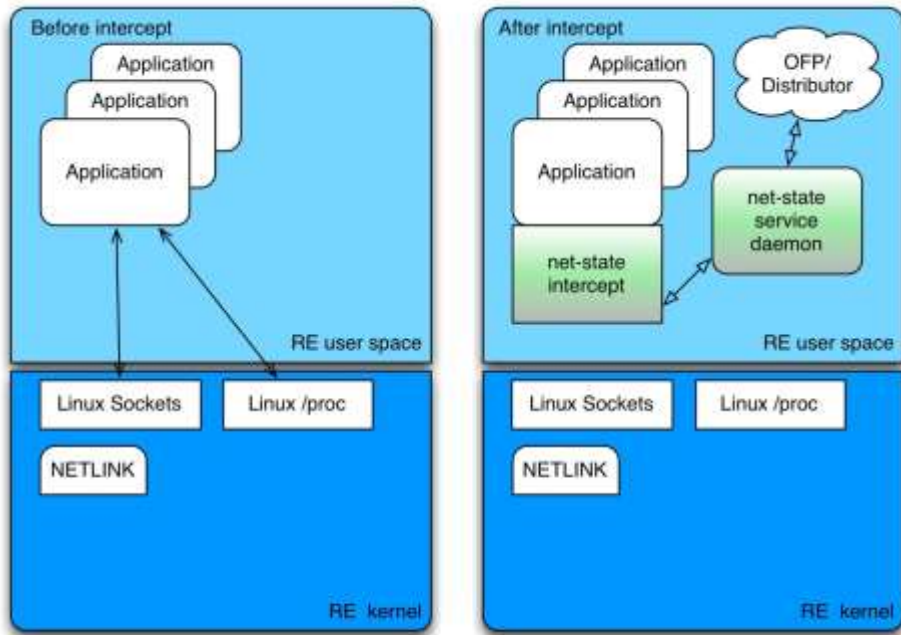 Before intercept
Application
Application
Application
RE user space
Linux Sockets
Linux /proc
NETLINK
RE kernel
After intercept
Application
Application
Application
OFP/
Distributor
net-state
service
daemon
net-state
intercept
RE user space
Linux Sockets
Linux /proc
NETLINK
RE kernel